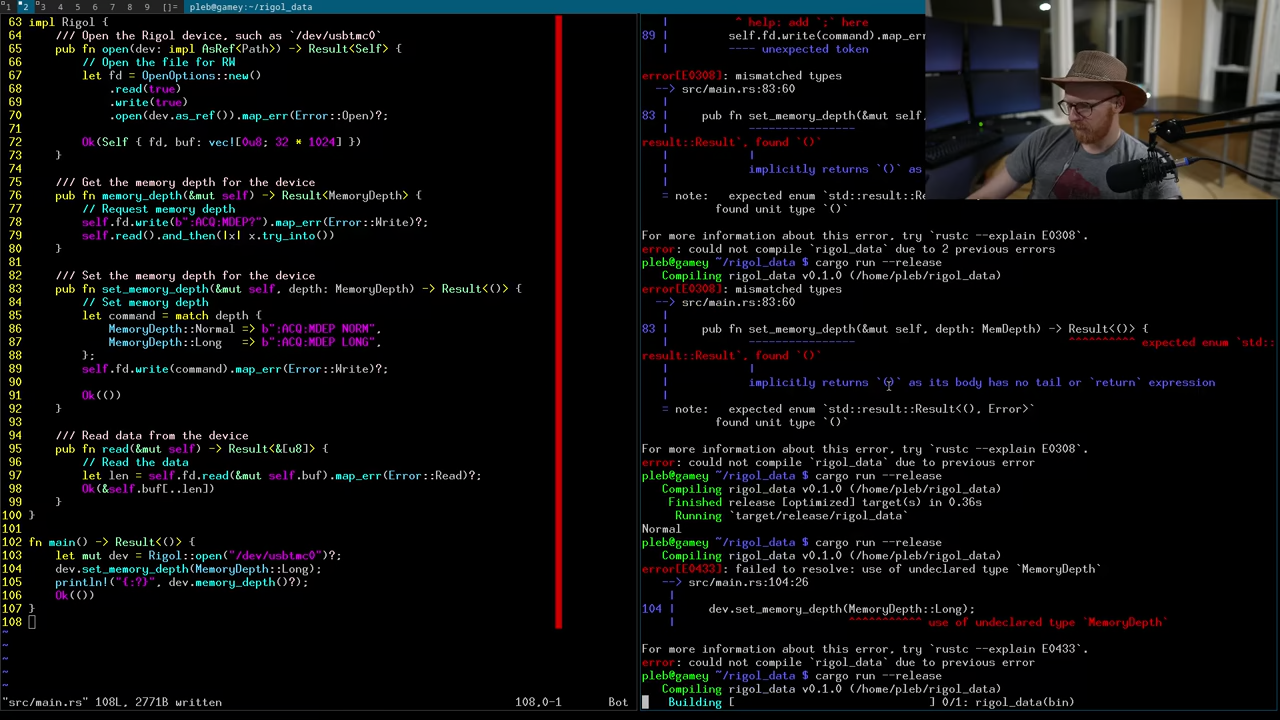 1 2 3 4 5 6 7 8 9 []= pleb@gamey:~/rigol_data
63 impl Rigol {
64     /// Open the Rigol device, such as `/dev/usbtmc0`
65     pub fn open(dev: impl AsRef<Path>) -> Result<Self> {
66         // Open the file for RW
67         let fd = OpenOptions::new()
68             .read(true)
69             .write(true)
70             .open(dev.as_ref()).map_err(Error::Open)?;
71
72         Ok(Self { fd, buf: vec![0u8; 32 * 1024] })
73     }
74
75     /// Get the memory depth for the device
76     pub fn memory_depth(&mut self) -> Result<MemoryDepth> {
77         // Request memory depth
78         self.fd.write(b":ACQ:MDEP?").map_err(Error::Write)?;
79         self.read().and_then(|x| x.try_into())
80     }
81
82     /// Set the memory depth for the device
83     pub fn set_memory_depth(&mut self, depth: MemoryDepth) -> Result<()> {
84         // Set memory depth
85         let command = match depth {
86             MemoryDepth::Normal => b":ACQ:MDEP NORM",
87             MemoryDepth::Long   => b":ACQ:MDEP LONG",
88         };
89         self.fd.write(command).map_err(Error::Write)?;
90
91         Ok(())
92     }
93
94     /// Read data from the device
95     pub fn read(&mut self) -> Result<&[u8]> {
96         // Read the data
97         let len = self.fd.read(&mut self.buf).map_err(Error::Read)?;
98         Ok(&self.buf[..len])
99     }
100 }
101
102 fn main() -> Result<()> {
103     let mut dev = Rigol::open("/dev/usbtmc0")?;
104     dev.set_memory_depth(MemoryDepth::Long);
105     println!("{:?}", dev.memory_depth()?);
106     Ok(())
107 }
108
~
~
~
~
~
"src/main.rs" 108L, 2771B written 108,0-1 Bot
^ help: add `;` here
89 |         self.fd.write(command).map_err
|         ---- unexpected token
error[E0308]: mismatched types
--> src/main.rs:83:60
|
83 |     pub fn set_memory_depth(&mut self,
|            ----------------
result::Result`, found `()`
|            |
|            implicitly returns `()` as
|
= note:   expected enum `std::res
found unit type `()`
For more information about this error, try `rustc --explain E0308`.
error: could not compile `rigol_data` due to 2 previous errors
pleb@gamey ~/rigol_data $ cargo run --release
Compiling rigol_data v0.1.0 (/home/pleb/rigol_data)
error[E0308]: mismatched types
--> src/main.rs:83:60
|
83 |     pub fn set_memory_depth(&mut self, depth: MemDepth) -> Result<()> {
|            ----------------                                ^^^^^^^^^^ expected enum `std::
result::Result`, found `()`
|            |
|            implicitly returns `()` as its body has no tail or `return` expression
|
= note:   expected enum `std::result::Result<(), Error>`
found unit type `()`
For more information about this error, try `rustc --explain E0308`.
error: could not compile `rigol_data` due to previous error
pleb@gamey ~/rigol_data $ cargo run --release
Compiling rigol_data v0.1.0 (/home/pleb/rigol_data)
Finished release [optimized] target(s) in 0.36s
Running `target/release/rigol_data`
Normal
pleb@gamey ~/rigol_data $ cargo run --release
Compiling rigol_data v0.1.0 (/home/pleb/rigol_data)
error[E0433]: failed to resolve: use of undeclared type `MemoryDepth`
--> src/main.rs:104:26
|
104 |     dev.set_memory_depth(MemoryDepth::Long);
|                          ^^^^^^^^^^^ use of undeclared type `MemoryDepth`
For more information about this error, try `rustc --explain E0433`.
error: could not compile `rigol_data` due to previous error
pleb@gamey ~/rigol_data $ cargo run --release
Compiling rigol_data v0.1.0 (/home/pleb/rigol_data)
Building [                             ] 0/1: rigol_data(bin)